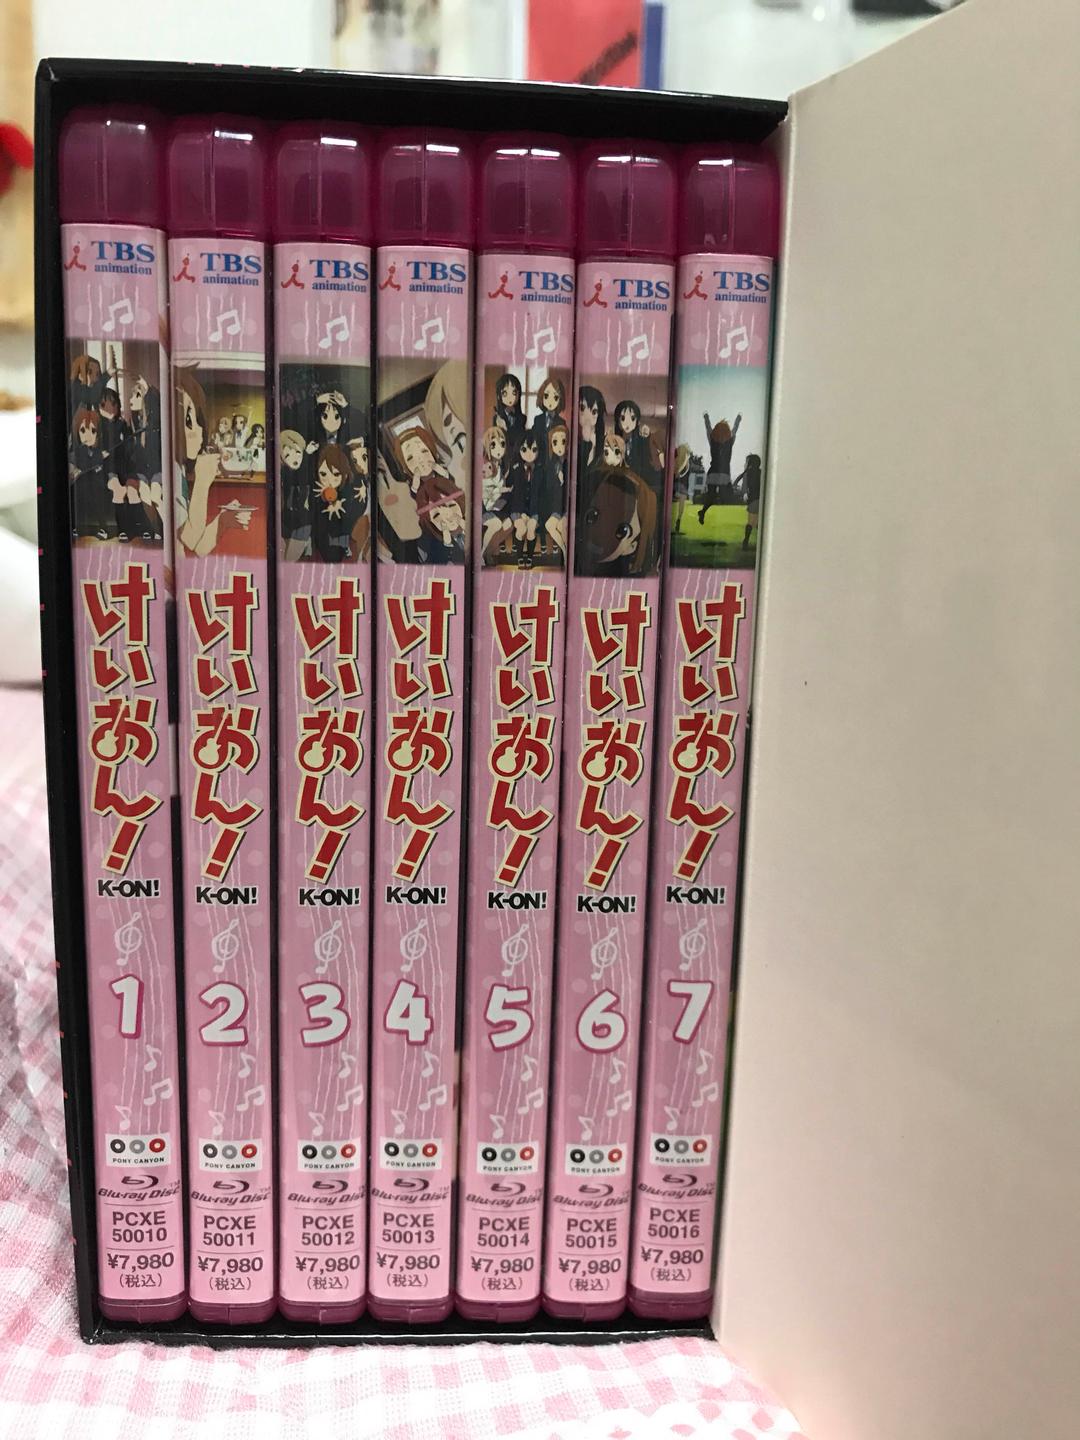 TBS
animation
けいおん!
K-ON!
1
PONY CANYON
Blu-ray Disc
PCXE
50010
¥7,980
(税込)
TBS
animation
けいおん!
K-ON!
2
PONY CANYON
Blu-ray Disc
PCXE
50011
¥7,980
(税込)
TBS
animation
けいおん!
K-ON!
3
PONY CANYON
Blu-ray Disc
PCXE
50012
¥7,980
(税込)
TBS
animation
けいおん!
K-ON!
4
PONY CANYON
Blu-ray Disc
PCXE
50013
¥7,980
(税込)
TBS
animation
けいおん!
K-ON!
5
PONY CANYON
Blu-ray Disc
PCXE
50014
¥7,980
(税込)
TBS
animation
けいおん!
K-ON!
6
PONY CANYON
Blu-ray Disc
PCXE
50015
¥7,980
(税込)
TBS
animation
けいおん!
K-ON!
7
PONY CANYON
Blu-ray Disc
PCXE
50016
¥7,980
(税込)